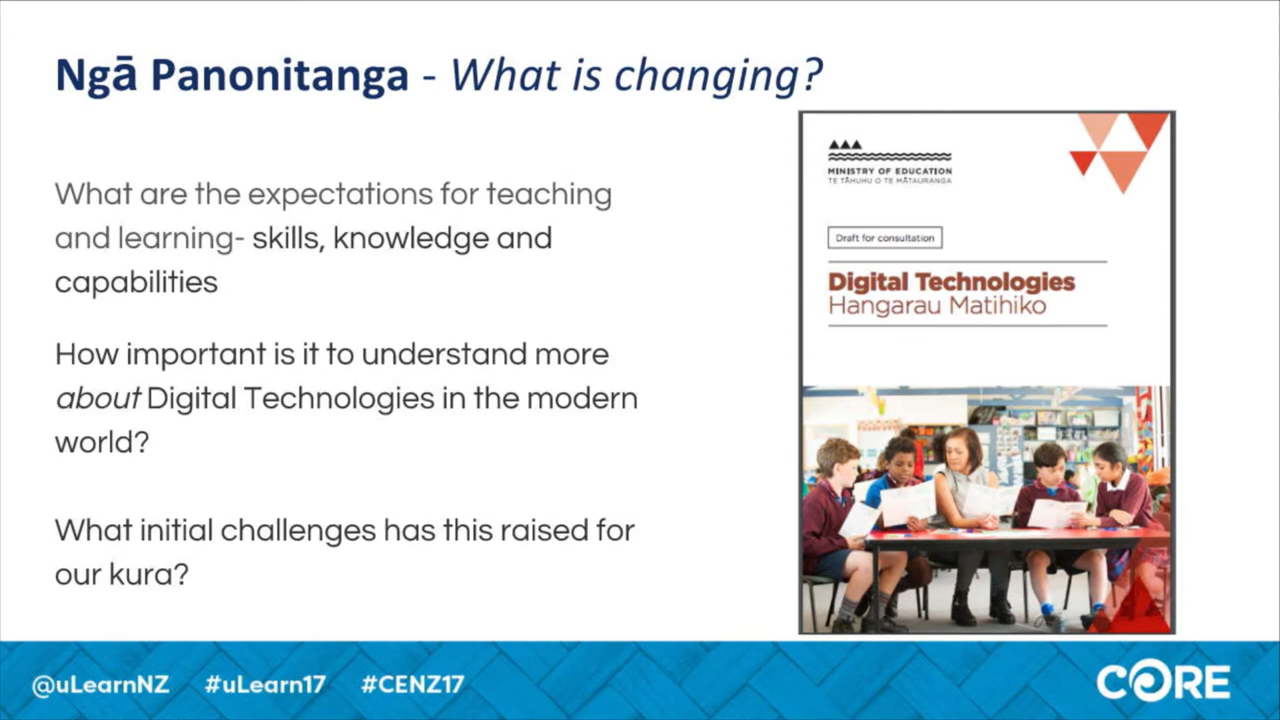 Ngā Panonitanga - What is changing?
What are the expectations for teaching
and learning- skills, knowledge and
capabilities
How important is it to understand more
about Digital Technologies in the modern
world?
What initial challenges has this raised for
our kura?
MINISTRY OF EDUCATION
TE TĀHUHU O TE MĀTAURANGA
Draft for consultation
Digital Technologies
Hangarau Matihiko
@uLearnNZ #uLearn17 #CENZ17
CORE